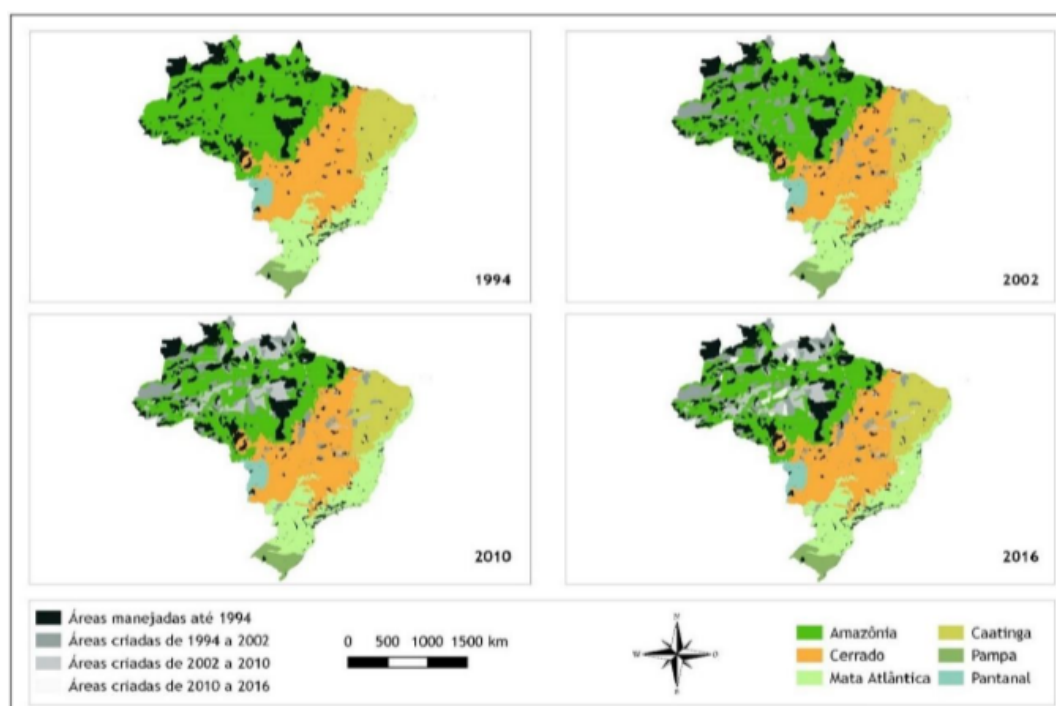 1994
2002
2010
2016
Áreas manejadas até 1994
Áreas criadas de 1994 a 2002
Áreas criadas de 2002 a 2010
Áreas criadas de 2010 a 2016
0 500 1000 1500 km
N
W O
S
Amazônia
Cerrado
Mata Atlântica
Caatinga
Pampa
Pantanal